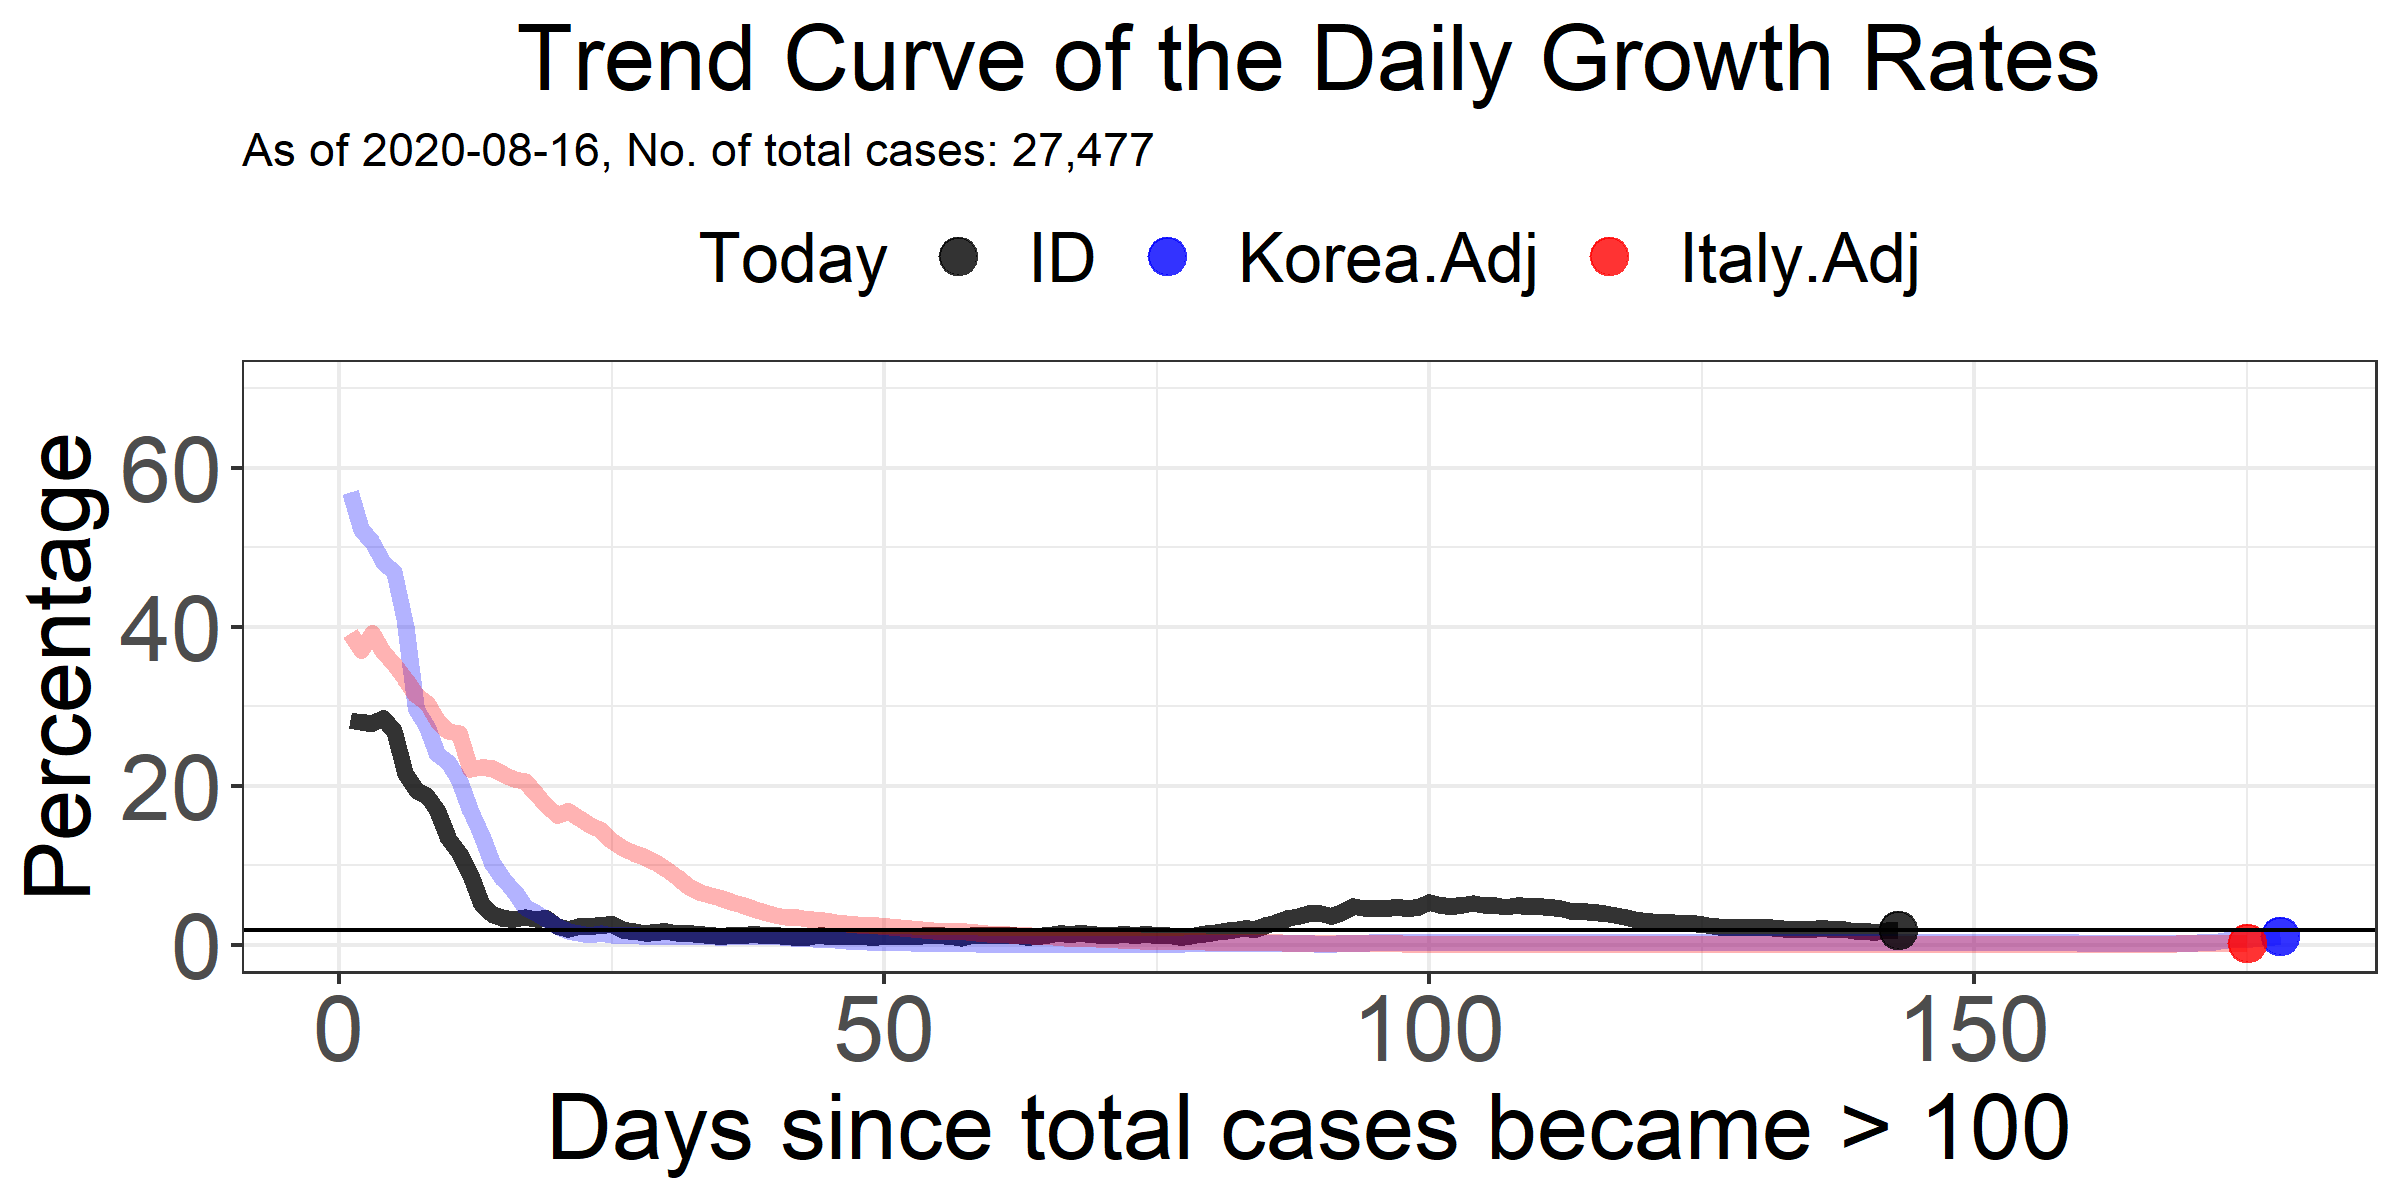 Trend Curve of the Daily Growth Rates
As of 2020-08-16, No. of total cases: 27,477
Today ID Korea.Adj Italy.Adj
Percentage
60
40
20
0
0 50 100 150
Days since total cases became > 100